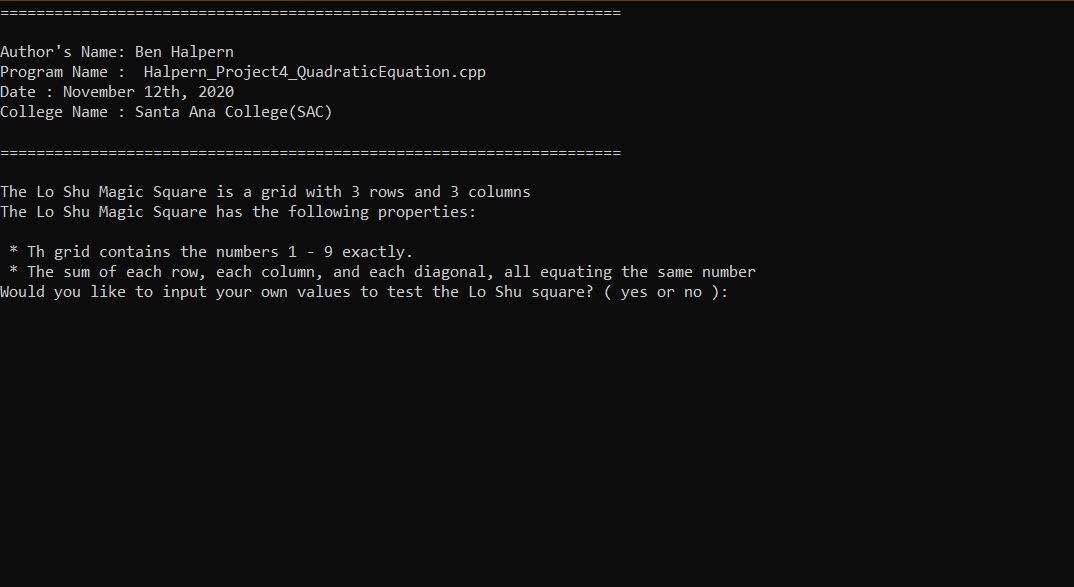 =====================================================================
Author's Name: Ben Halpern
Program Name :  Halpern_Project4_QuadraticEquation.cpp
Date : November 12th, 2020
College Name : Santa Ana College(SAC)
=====================================================================
The Lo Shu Magic Square is a grid with 3 rows and 3 columns
The Lo Shu Magic Square has the following properties:
 * Th grid contains the numbers 1 - 9 exactly.
 * The sum of each row, each column, and each diagonal, all equating the same number
Would you like to input your own values to test the Lo Shu square? ( yes or no ):